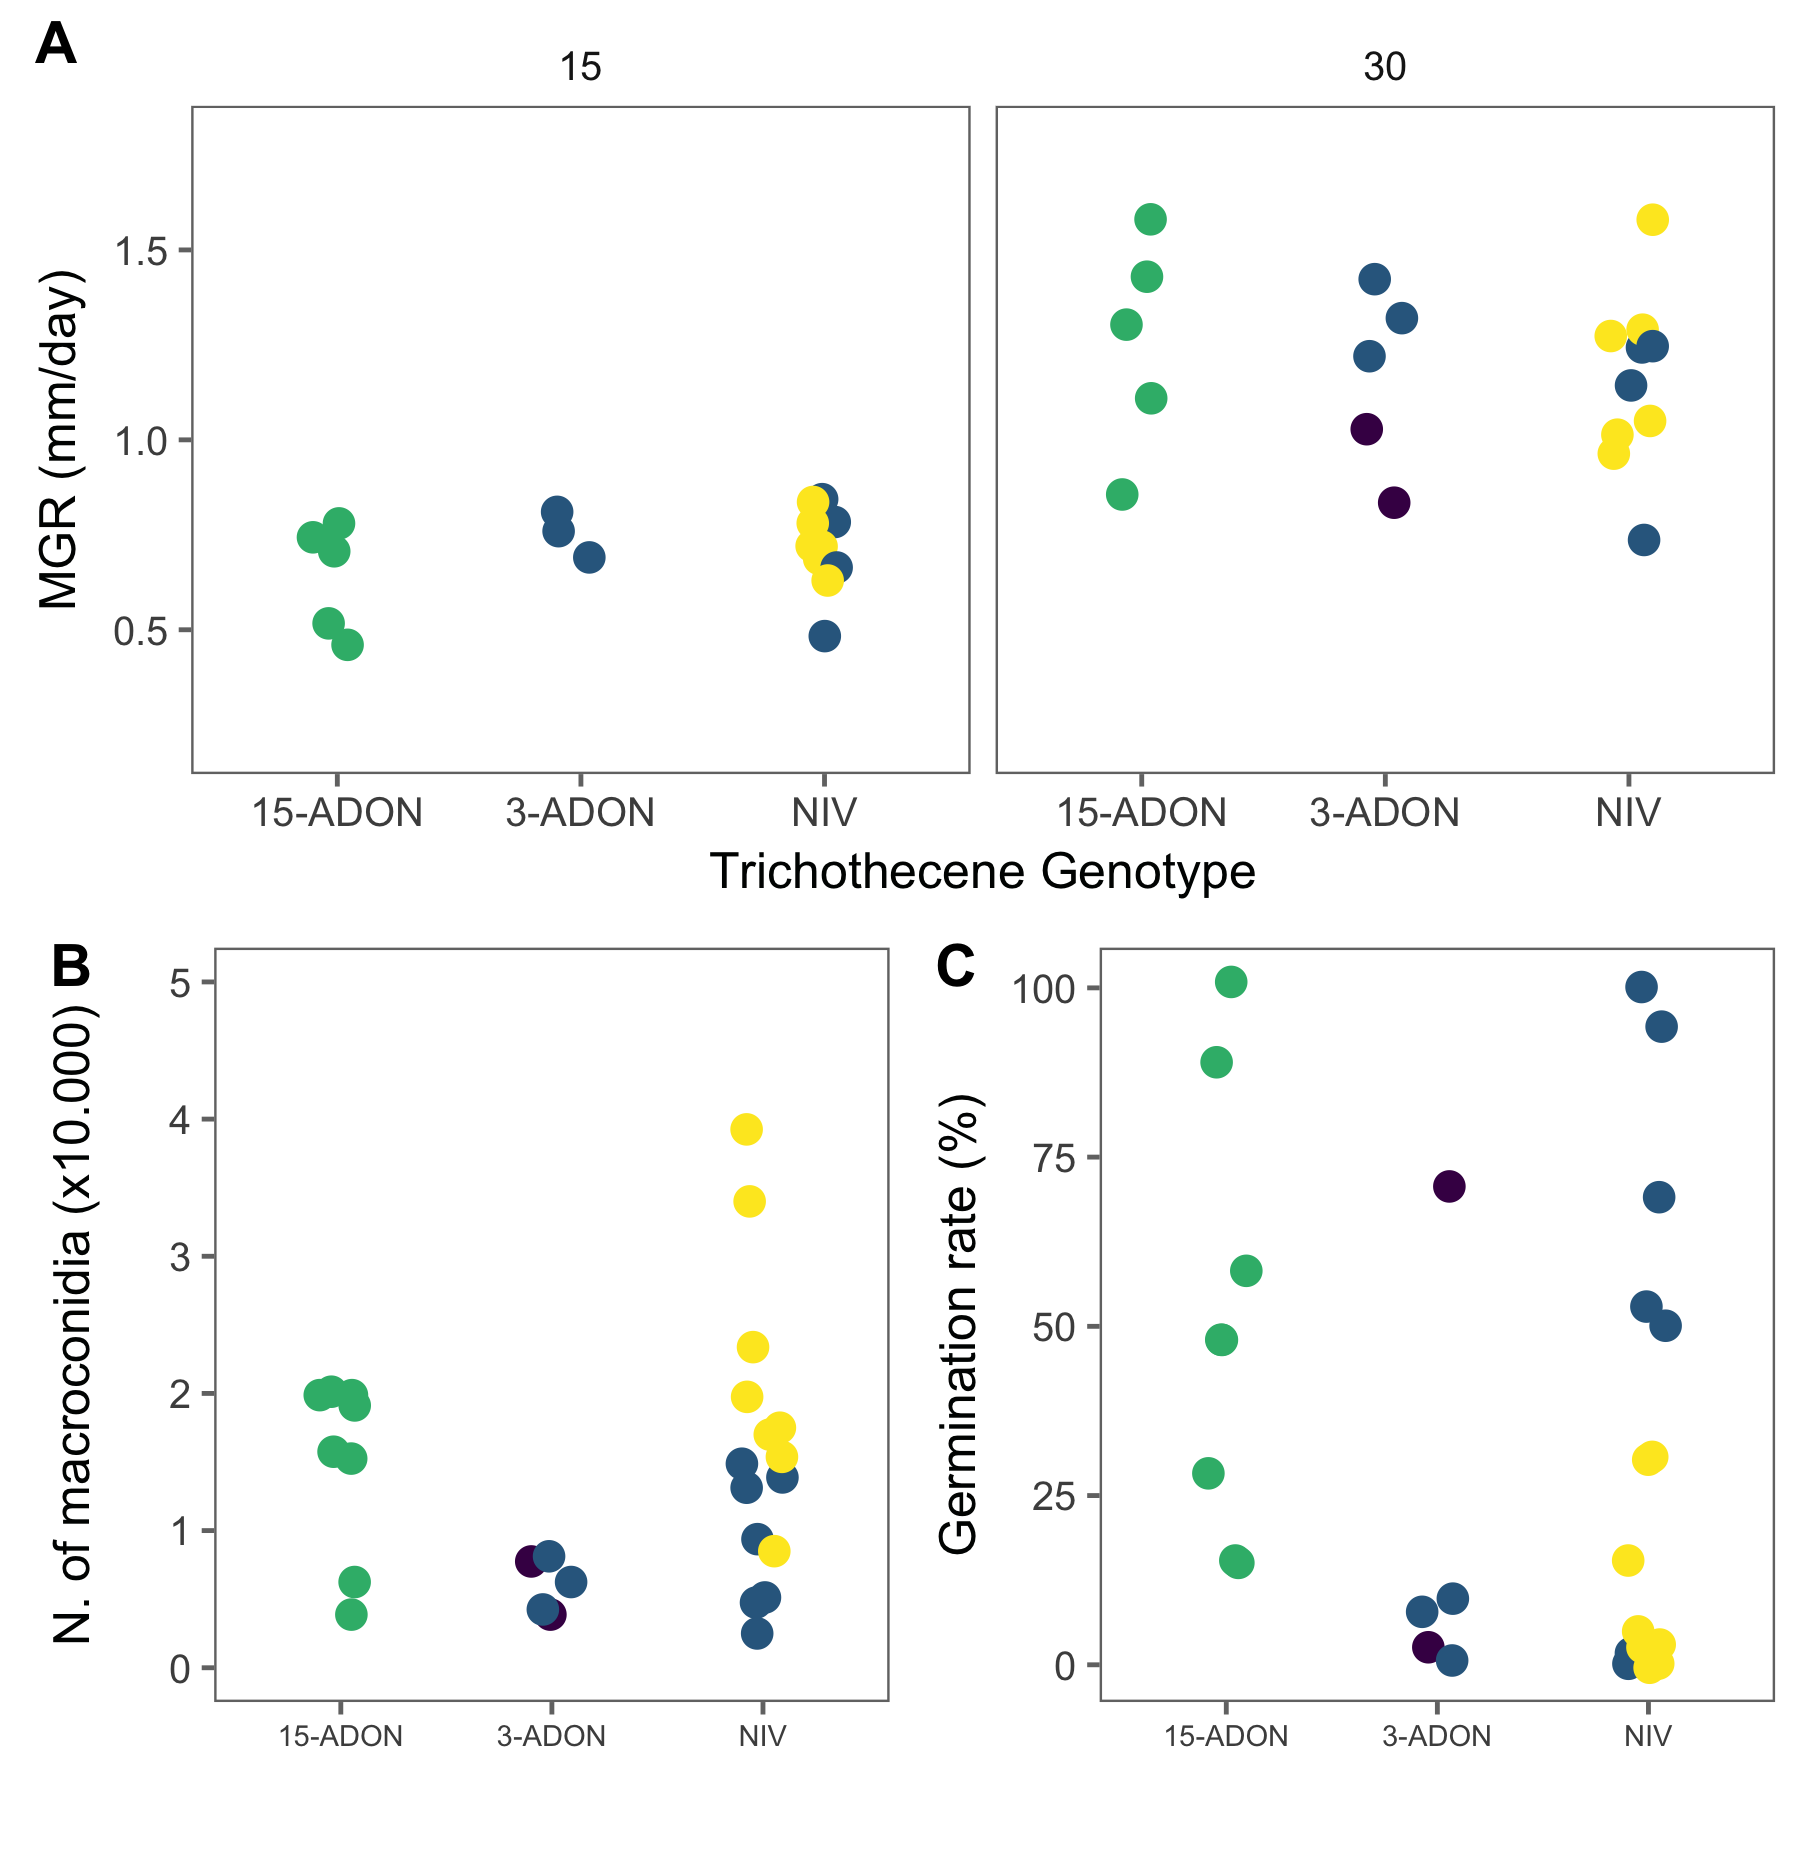 A
15 30
1.5
1.0
0.5
MGR (mm/day)
15-ADON 3-ADON NIV 15-ADON 3-ADON NIV
Trichothecene Genotype
B
5
4
3
2
1
0
N. of macroconidia (x10.000)
15-ADON 3-ADON NIV
C
100
75
50
25
0
Germination rate (%)
15-ADON 3-ADON NIV